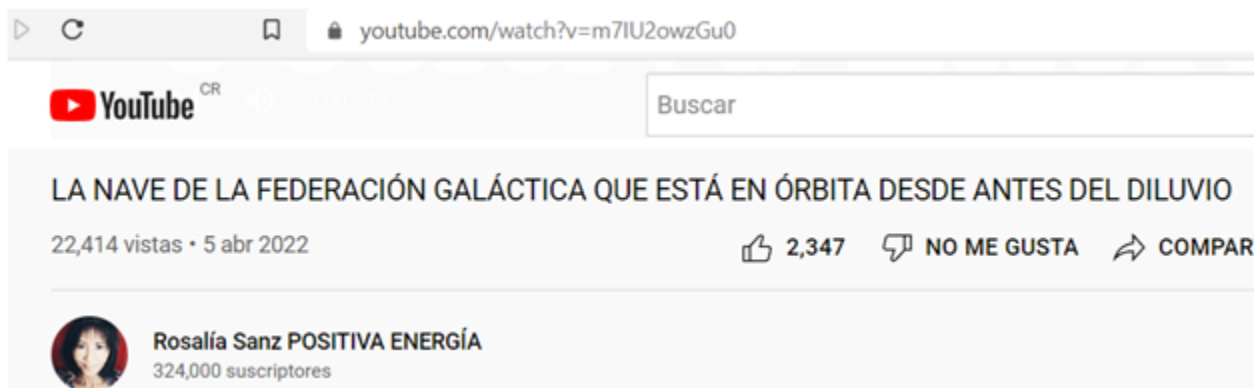 youtube.com/watch?v=m7IU2owzGu0
YouTube CR
Buscar
LA NAVE DE LA FEDERACIÓN GALÁCTICA QUE ESTÁ EN ÓRBITA DESDE ANTES DEL DILUVIO
22,414 vistas • 5 abr 2022
2,347 NO ME GUSTA COMPAR
Rosalía Sanz POSITIVA ENERGÍA
324,000 suscriptores